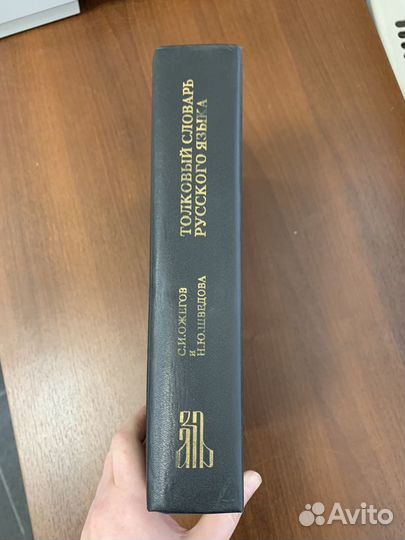 ТОЛКОВЫЙ СЛОВАРЬ
РУССКОГО ЯЗЫКА
С.И.ОЖЕГОВ
И
Н.Ю.ШВЕДОВА
Avito